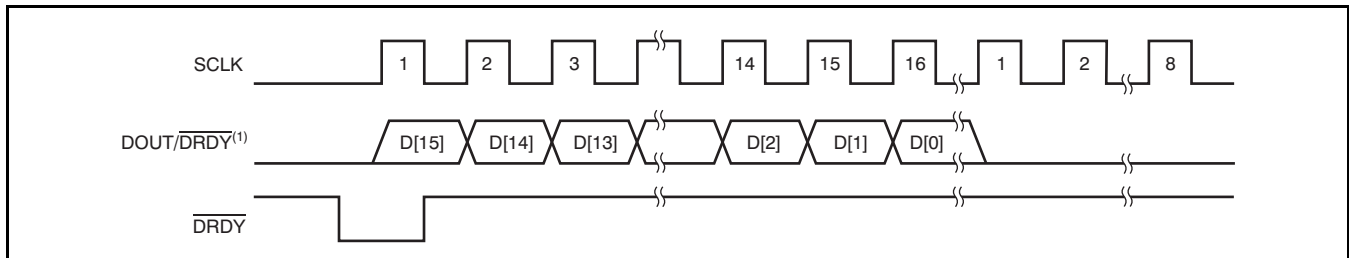 SCLK 1 2 3 14 15 16 1 2 8
DOUT/DRDY(1) D[15] D[14] D[13] D[2] D[1] D[0]
DRDY